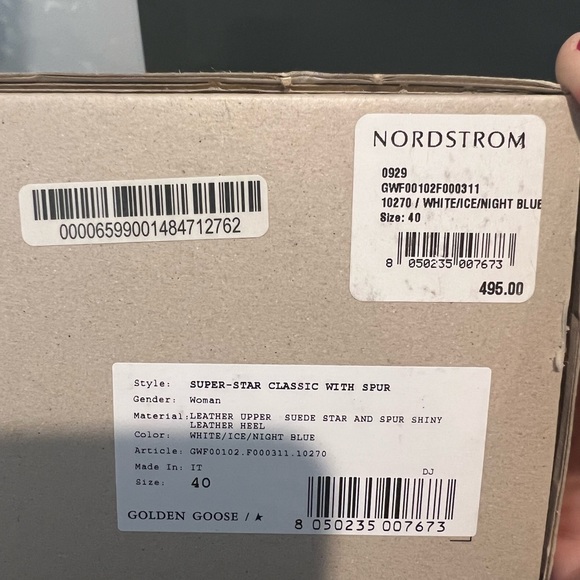 NORDSTROM
0929
GWF00102F000311
10270 / WHITE/ICE/NIGHT BLUE
Size: 40
8 050235 007673
495.00
00006599001484712762
Style: SUPER-STAR CLASSIC WITH SPUR
Gender: Woman
Material: LEATHER UPPER SUEDE STAR AND SPUR SHINY
LEATHER HEEL
Color: WHITE/ICE/NIGHT BLUE
Article: GWF00102.F000311.10270
Made In: IT
Size: 40
DJ
GOLDEN GOOSE /
8 050235 007673